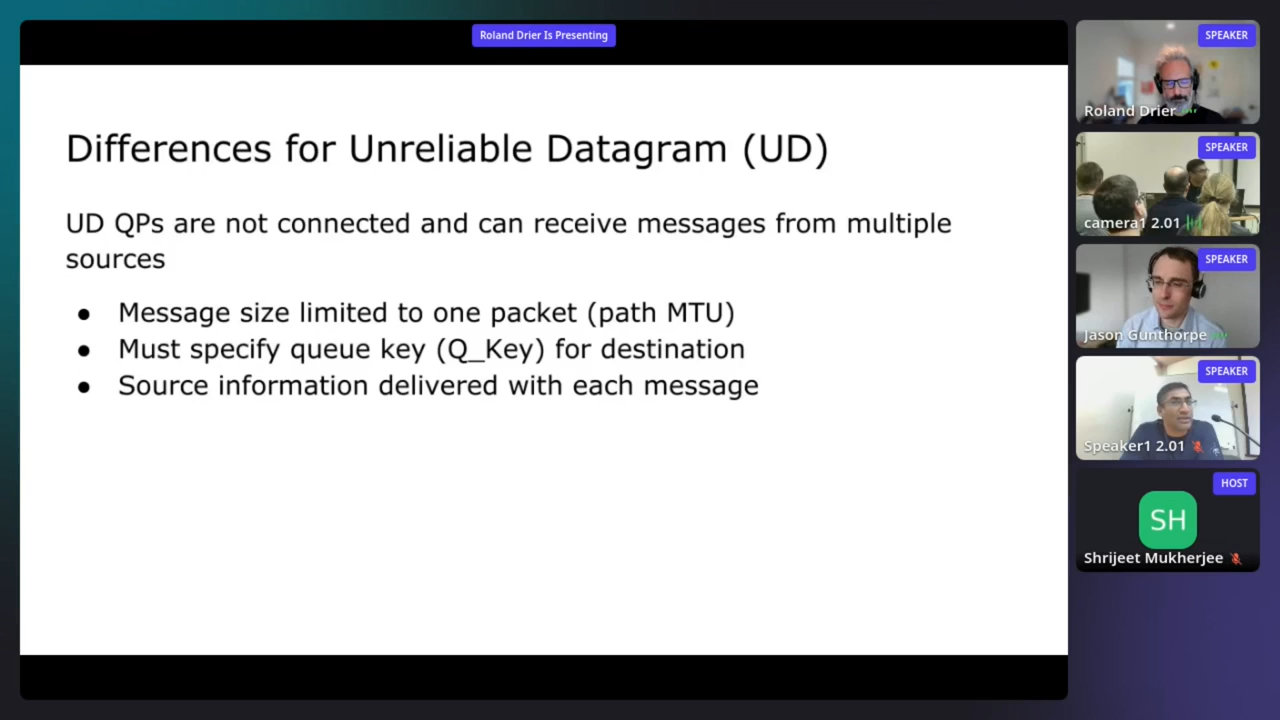 Roland Drier Is Presenting
Differences for Unreliable Datagram (UD)
UD QPs are not connected and can receive messages from multiple
sources
● Message size limited to one packet (path MTU)
● Must specify queue key (Q_Key) for destination
● Source information delivered with each message
SPEAKER
Roland Drier
SPEAKER
camera1 2.01
SPEAKER
Jason Gunthorpe
SPEAKER
Speaker1 2.01
HOST
SH
Shrijeet Mukherjee